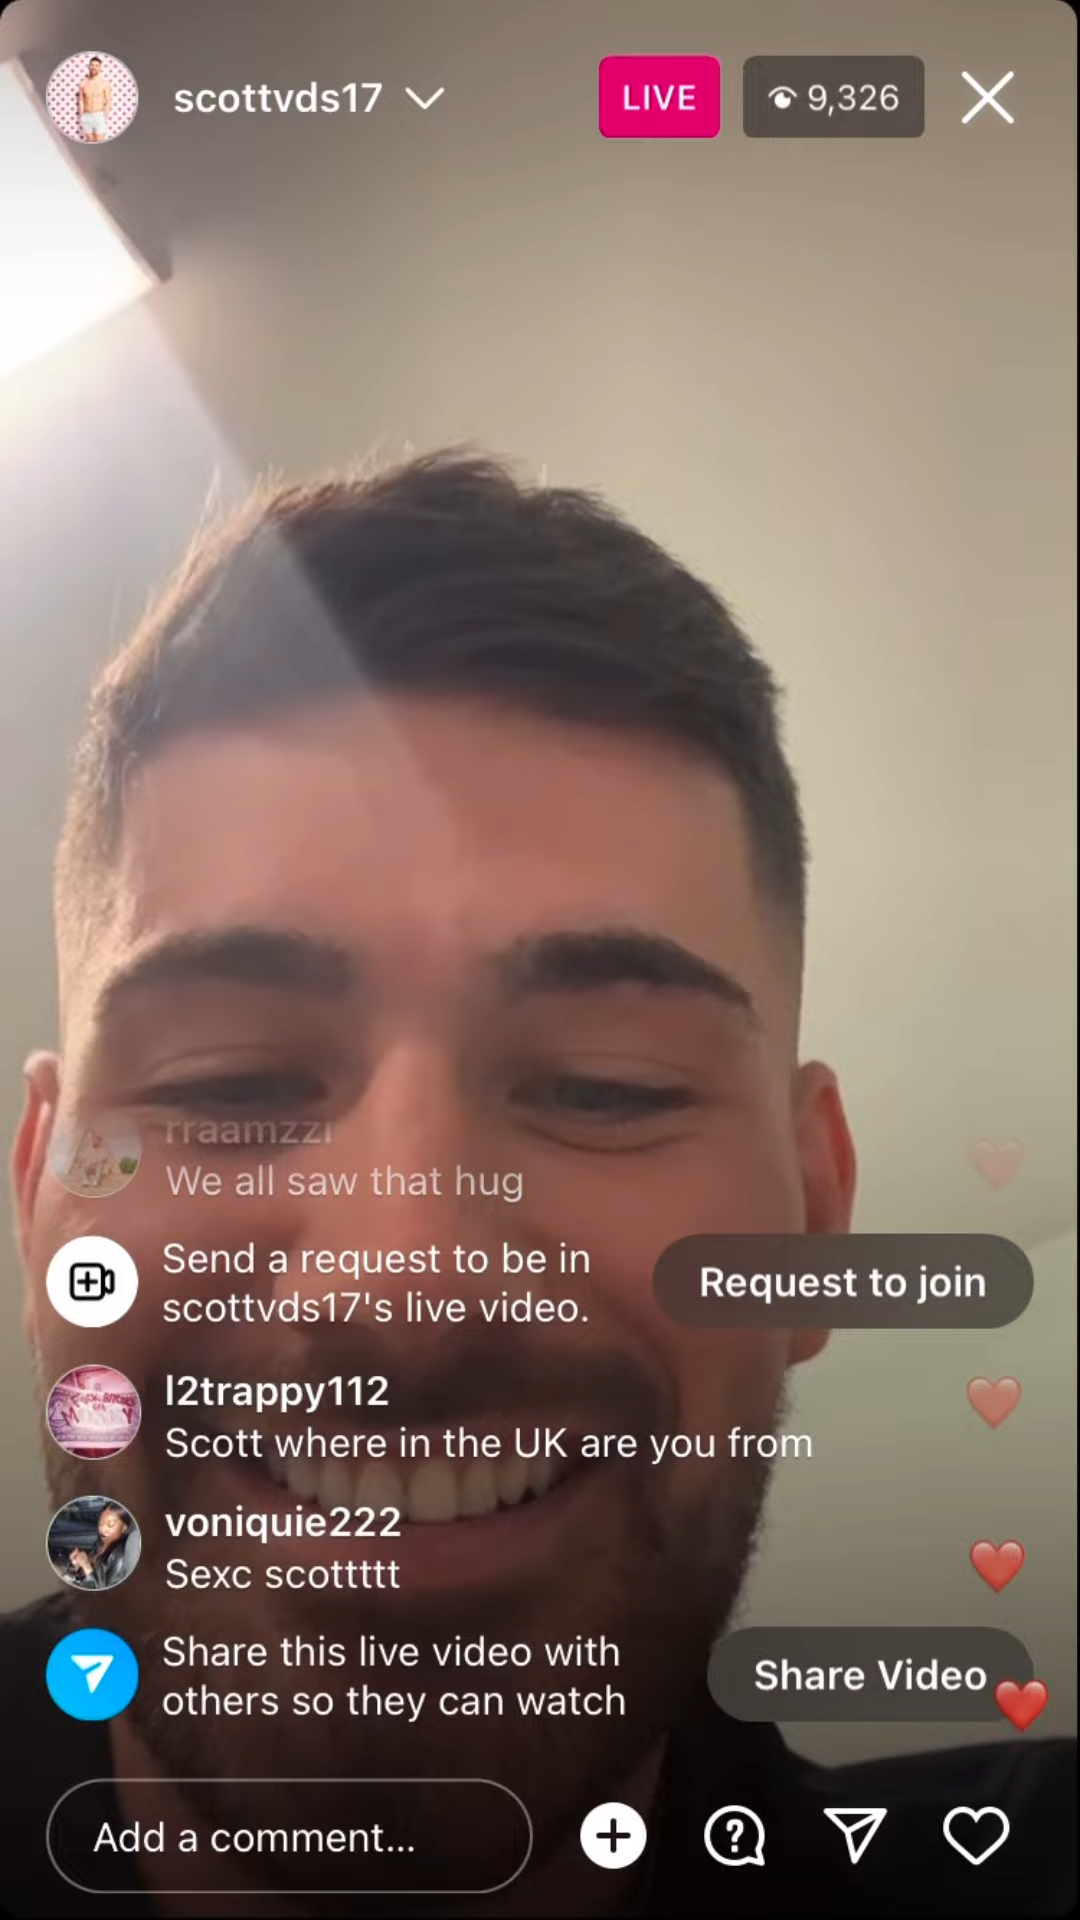 scottvds17
LIVE
9,326
rraamzzi
We all saw that hug
Send a request to be in
scottvds17's live video.
Request to join
l2trappy112
Scott where in the UK are you from
voniquie222
Sexc scottttt
Share this live video with
others so they can watch
Share Video
Add a comment...